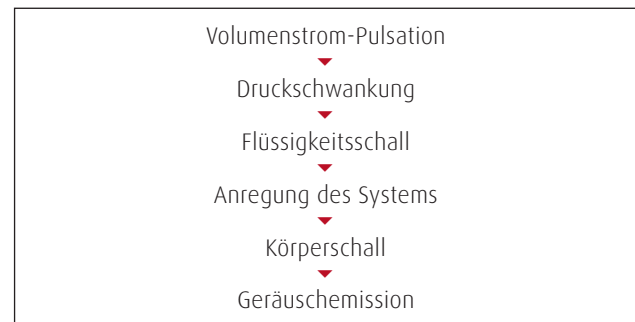 Volumenstrom-Pulsation
Druckschwankung
Flüssigkeitsschall
Anregung des Systems
Körperschall
Geräuschemission